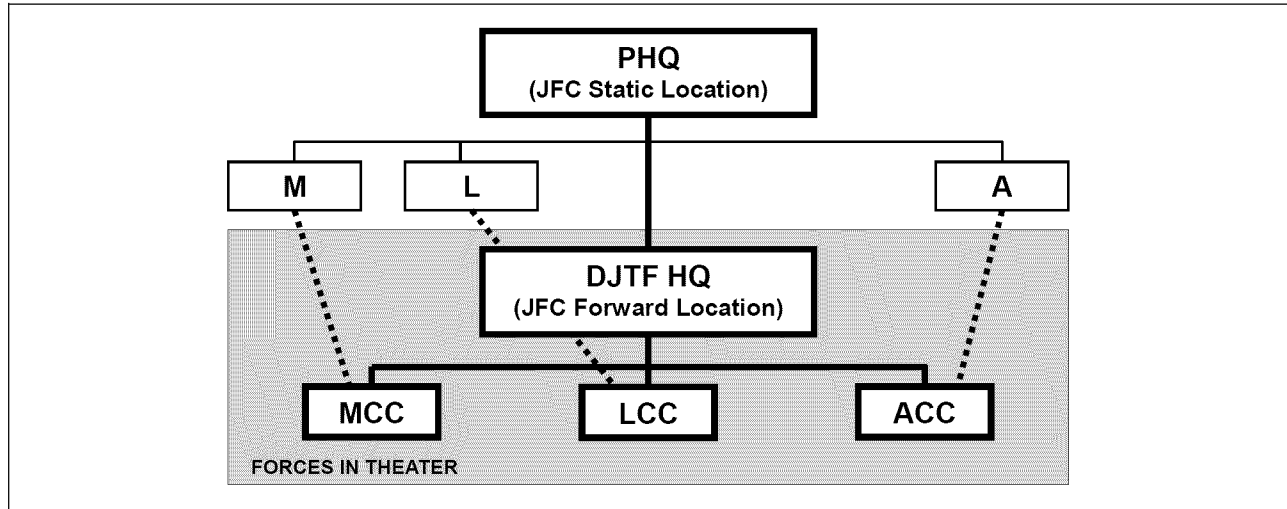 PHQ
(JFC Static Location)
M
L
A
DJTF HQ
(JFC Forward Location)
MCC
LCC
ACC
FORCES IN THEATER